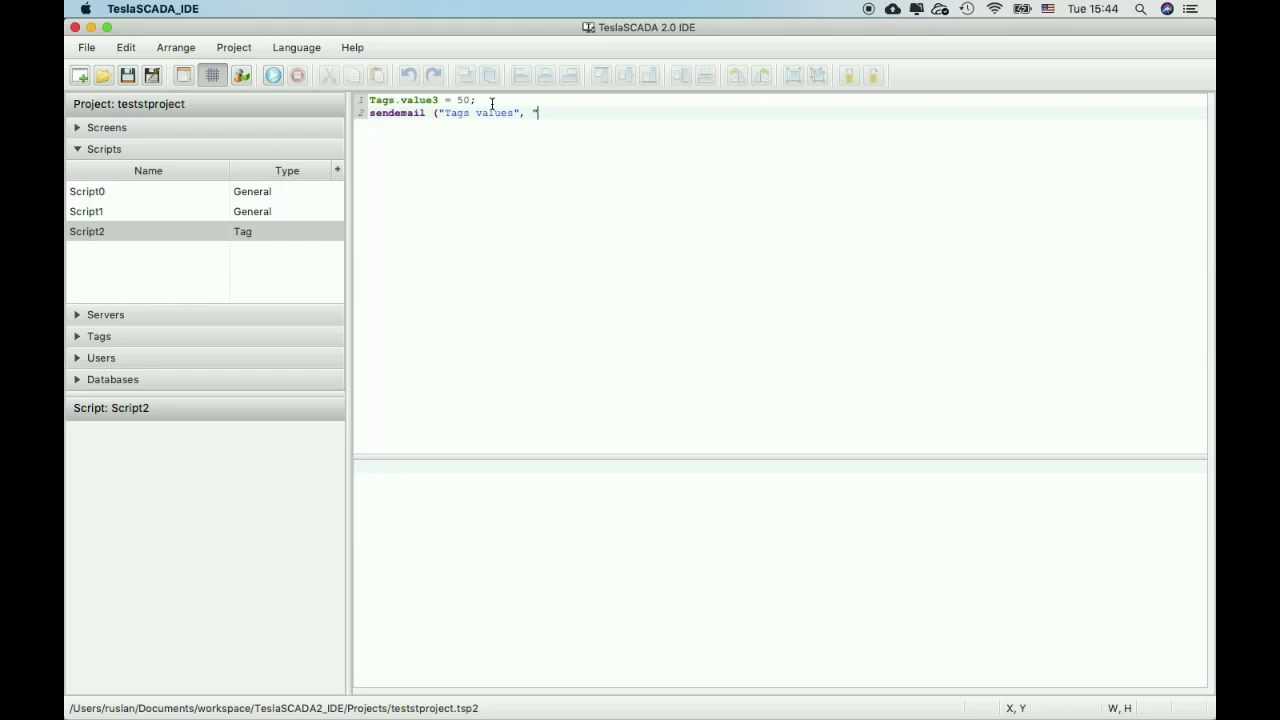 TeslaSCADA_IDE
Tue 15:44
TeslaSCADA 2.0 IDE
File Edit Arrange Project Language Help
Project: teststproject
Screens
Scripts
Name Type +
Script0 General
Script1 General
Script2 Tag
Servers
Tags
Users
Databases
Script: Script2
1 Tags.value3 = 50;
2 sendemail ("Tags values", "
/Users/ruslan/Documents/workspace/TeslaSCADA2_IDE/Projects/teststproject.tsp2
X, Y W, H